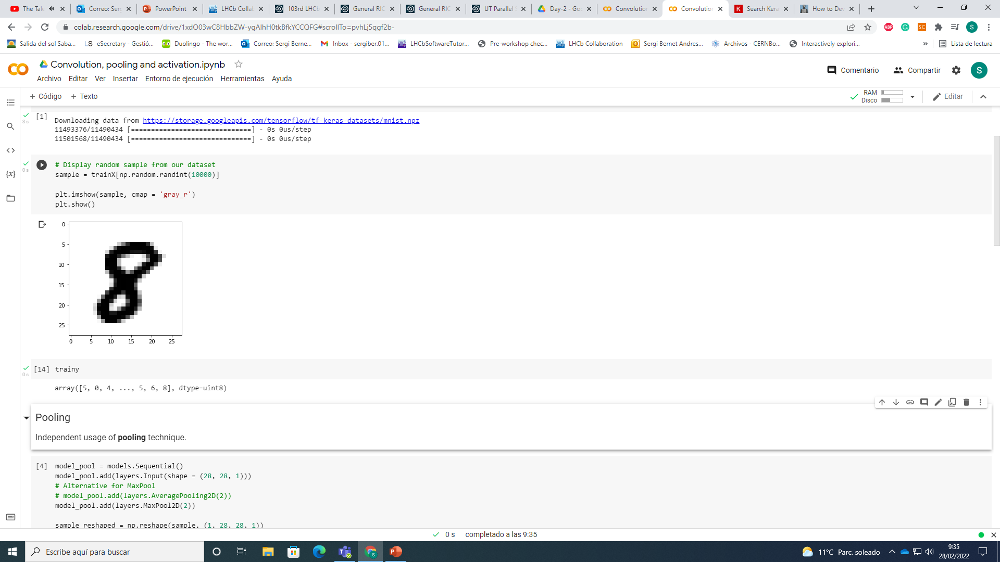 The Tale
Correo: Serg
PowerPoint
LHCb Collab
103rd LHCb
General RIC
General RIC
UT Parallel S
Day-2 - Goo
Convolution
Convolution
Search Kera
How to Dev
colab.research.google.com/drive/1xdO03wC8HbbZW-ygAlhH0tkBfkYCCQFG#scrollTo=pvhLj5qgf2b-
ABP
SC
S
Salida del sol Saba...
LS eSecretary - Gestió...
Duolingo - The wor...
Correo: Sergi Berne...
Inbox - sergiber.01...
LHCbSoftwareTutor...
Pre-workshop chec...
LHCb Collaboration
Sergi Bernet Andres...
Archivos - CERNBo...
Interactively explori...
»
Lista de lectura
CO
Convolution, pooling and activation.ipynb
Comentario
Compartir
S
Archivo Editar Ver Insertar Entorno de ejecución Herramientas Ayuda
+ Código + Texto
RAM
Disco
Editar
[1]
3 s
Downloading data from https://storage.googleapis.com/tensorflow/tf-keras-datasets/mnist.npz
11493376/11490434 [==============================] - 0s 0us/step
11501568/11490434 [==============================] - 0s 0us/step
0 s
# Display random sample from our dataset
sample = trainX[np.random.randint(10000)]
plt.imshow(sample, cmap = 'gray_r')
plt.show()
0
5
10
15
20
25
0 5 10 15 20 25
8
[14] trainy
0 s
array([5, 0, 4, ..., 5, 6, 8], dtype=uint8)
Pooling
Independent usage of pooling technique.
[4] model_pool = models.Sequential()
model_pool.add(layers.Input(shape = (28, 28, 1)))
# Alternative for MaxPool
# model_pool.add(layers.AveragePooling2D(2))
model_pool.add(layers.MaxPool2D(2))
sample_reshaped = np.reshape(sample, (1, 28, 28, 1))
0 s completado a las 9:35
Escribe aquí para buscar
11°C Parc. soleado
9:35
28/02/2022